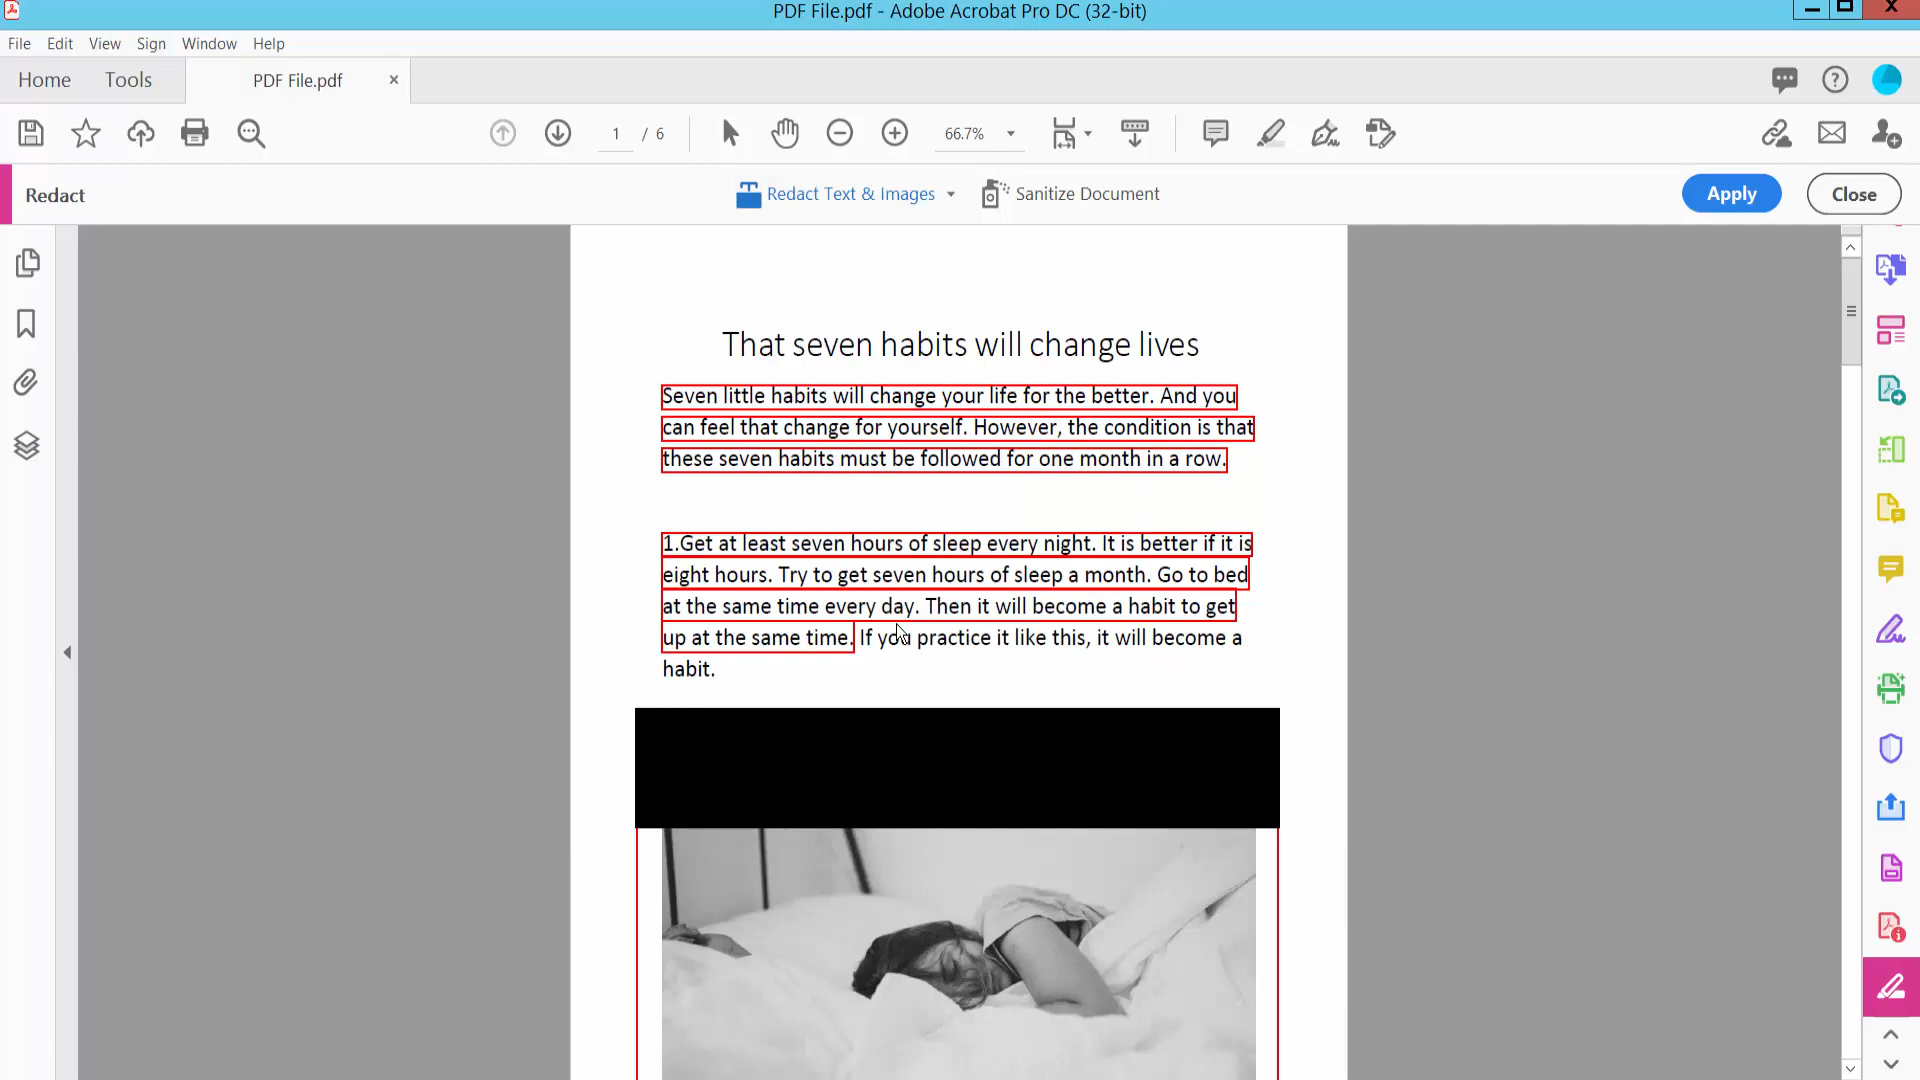 PDF File.pdf - Adobe Acrobat Pro DC (32-bit)
File Edit View Sign Window Help
Home Tools PDF File.pdf
1 / 6 66.7%
Redact Redact Text & Images Sanitize Document Apply Close
That seven habits will change lives
Seven little habits will change your life for the better. And you
can feel that change for yourself. However, the condition is that
these seven habits must be followed for one month in a row.
1.Get at least seven hours of sleep every night. It is better if it is
eight hours. Try to get seven hours of sleep a month. Go to bed
at the same time every day. Then it will become a habit to get
up at the same time. If you practice it like this, it will become a
habit.